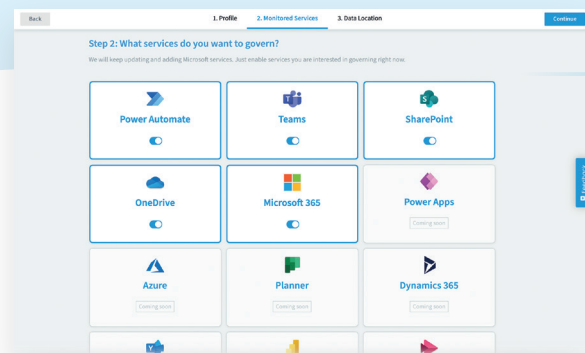 Back
1. Profile
2. Monitored Services
3. Data Location
Continue
Step 2: What services do you want to govern?
We will keep updating and adding Microsoft services. Just enable services you are interested in governing right now.
Power Automate
Teams
SharePoint
OneDrive
Microsoft 365
Power Apps
Coming soon
Azure
Planner
Dynamics 365
Coming soon
Coming soon
Coming soon
Feedback